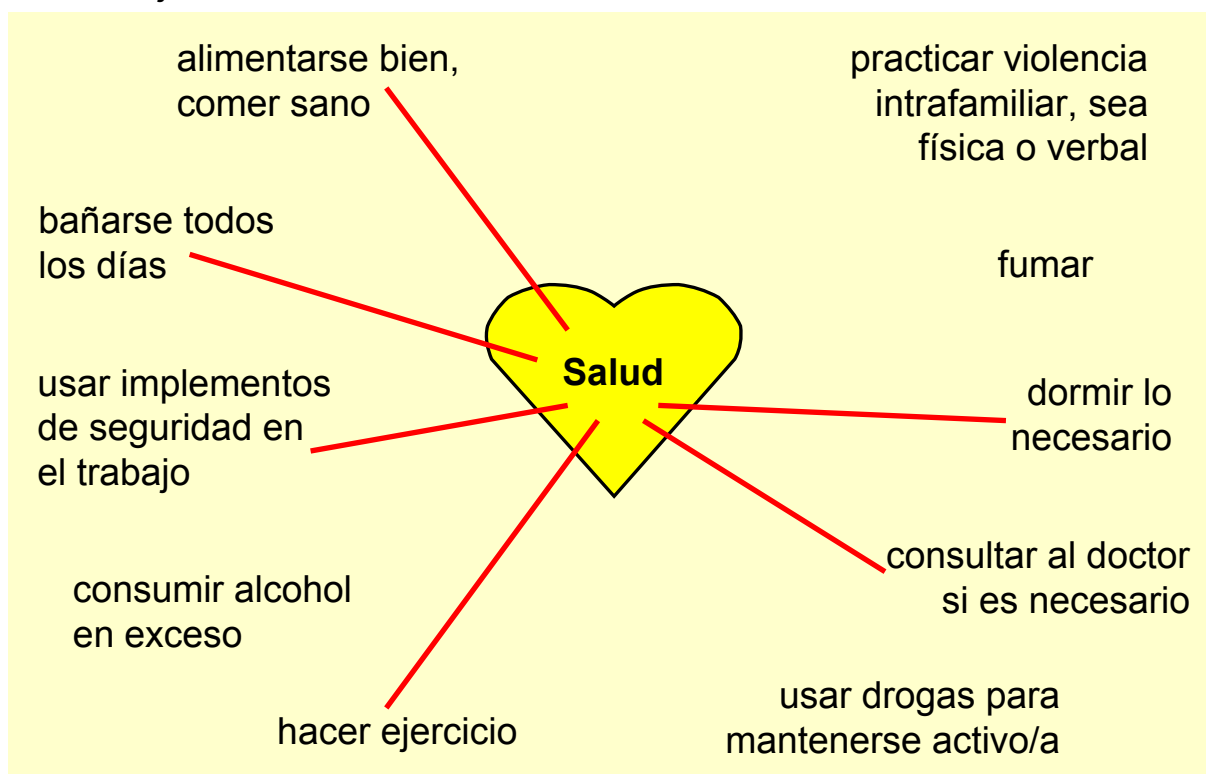 alimentarse bien,
comer sano
practicar violencia
intrafamiliar, sea
física o verbal
bañarse todos
los días
fumar
Salud
usar implementos
de seguridad en
el trabajo
dormir lo
necesario
consultar al doctor
si es necesario
consumir alcohol
en exceso
usar drogas para
mantenerse activo/a
hacer ejercicio